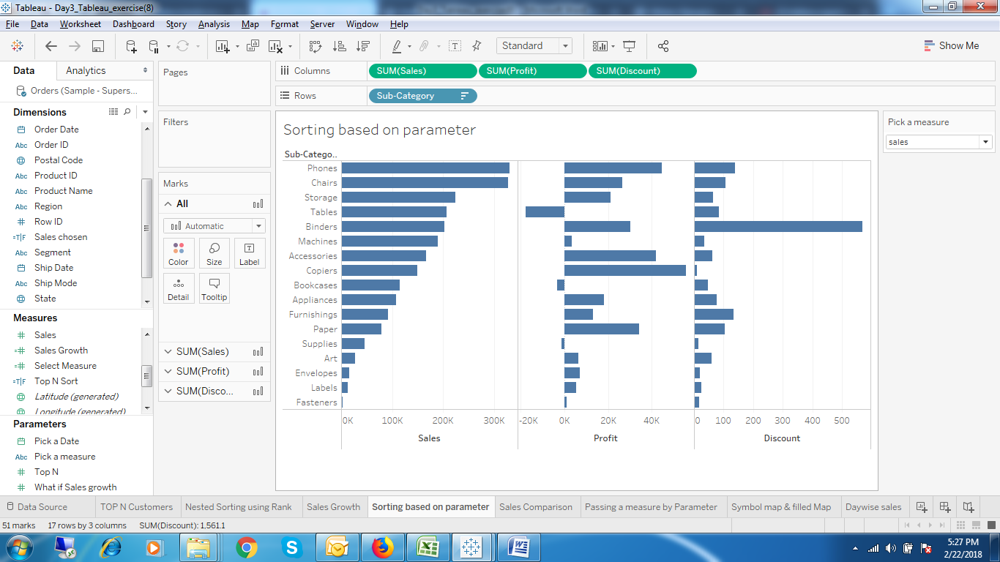 Tableau - Day3_Tableau_exercise(8)
File Data Worksheet Dashboard Story Analysis Map Format Server Window Help
Standard
Show Me
Data Analytics
Orders (Sample - Supers...
Dimensions
Order Date
Abc Order ID
Postal Code
Abc Product ID
Abc Product Name
Abc Region
# Row ID
=T|F Sales chosen
Abc Segment
Ship Date
Abc Ship Mode
State
Measures
# Sales
=# Sales Growth
=# Select Measure
=T|F Top N Sort
Latitude (generated)
Longitude (generated)
Parameters
Pick a Date
Abc Pick a measure
# Top N
# What if Sales growth
Pages
Filters
Marks
All
Automatic
Color Size Label
Detail Tooltip
SUM(Sales)
SUM(Profit)
SUM(Disco...
Columns SUM(Sales) SUM(Profit) SUM(Discount)
Rows Sub-Category
Sorting based on parameter
Sub-Catego..
Phones
Chairs
Storage
Tables
Binders
Machines
Accessories
Copiers
Bookcases
Appliances
Furnishings
Paper
Supplies
Art
Envelopes
Labels
Fasteners
0K 100K 200K 300K -20K 0K 20K 40K 0 100 200 300 400 500
Sales Profit Discount
Pick a measure
sales
Data Source TOP N Customers Nested Sorting using Rank Sales Growth Sorting based on parameter Sales Comparison Passing a measure by Parameter Symbol map & filled Map Daywise sales
51 marks 17 rows by 3 columns SUM(Discount): 1,561.1
5:27 PM
2/22/2018